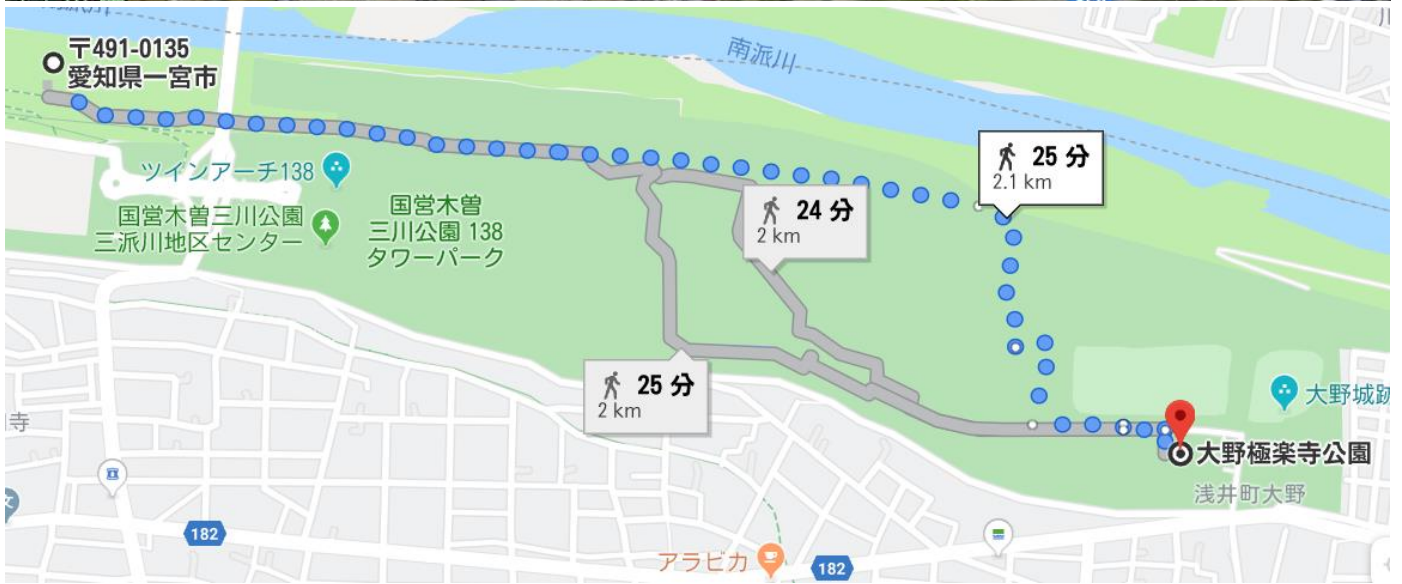 〒491-0135
愛知県一宮市
南派川
ツインアーチ138
国営木曽三川公園
三派川地区センター
国営木曽
三川公園 138
タワーパーク
25 分
2.1 km
24 分
2 km
25 分
2 km
大野城跡
大野極楽寺公園
浅井町大野
寺
文
182
アラビカ
182